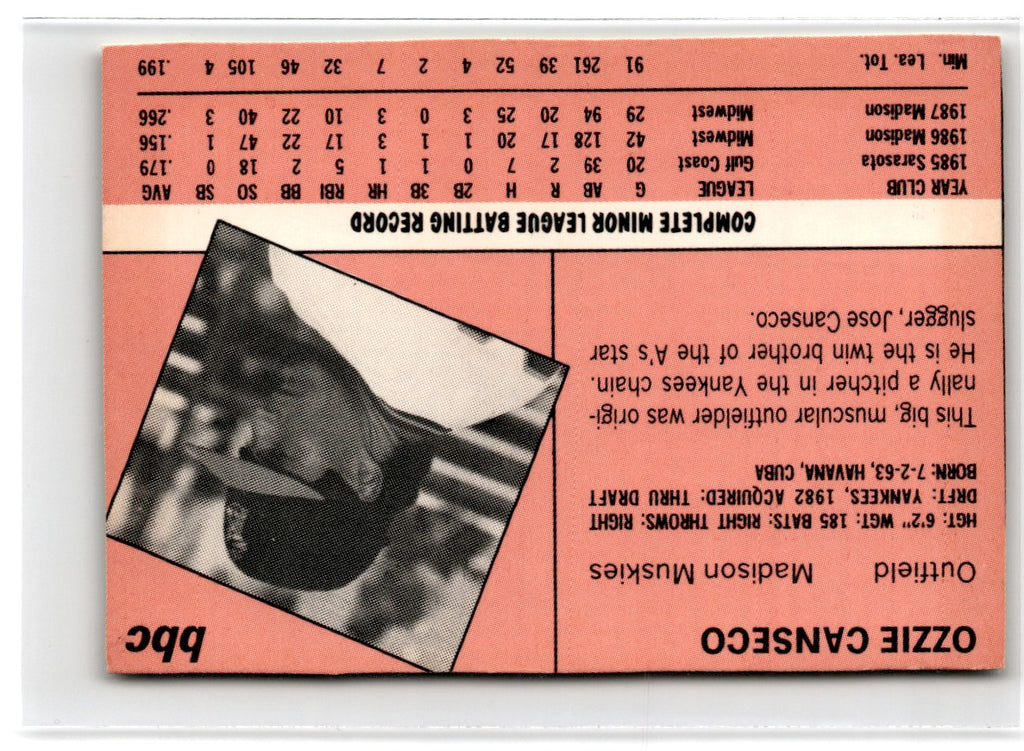 OZZIE CANSECO
bbc
Outfield Madison Muskies
HGT: 6'2" WGT: 185 BATS: RIGHT THROWS: RIGHT
DRFT: YANKEES, 1982 ACQUIRED: THRU DRAFT
BORN: 7-2-63, HAVANA, CUBA
This big, muscular outfielder was origi-
nally a pitcher in the Yankees chain.
He is the twin brother of the A's star
slugger, Jose Canseco.
COMPLETE MINOR LEAGUE BATTING RECORD
YEAR CLUB LEAGUE G AB R H 2B 3B HR RBI BB SO SB AVG
1985 Sarasota Gulf Coast 20 39 2 7 0 1 1 5 2 18 0 .179
1986 Madison Midwest 42 128 17 20 1 1 3 17 22 47 1 .156
1987 Madison Midwest 29 94 20 25 3 0 3 10 22 40 3 .266
Min. Lea. Tot. 91 261 39 52 4 2 7 32 46 105 4 .199